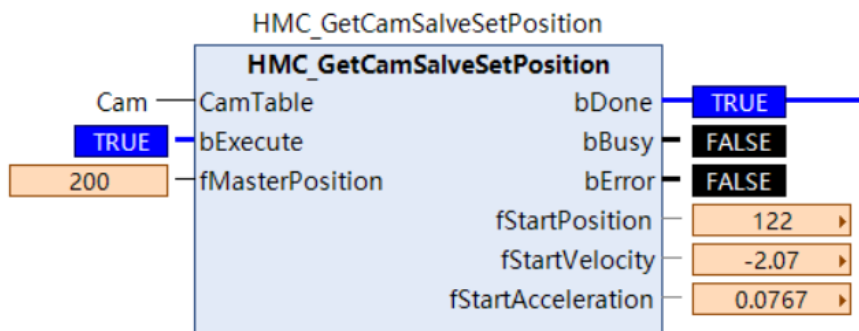 HMC_GetCamSalveSetPosition
HMC_GetCamSalveSetPosition
Cam CamTable bDone TRUE
TRUE bExecute bBusy FALSE
200 fMasterPosition bError FALSE
fStartPosition 122
fStartVelocity -2.07
fStartAcceleration 0.0767